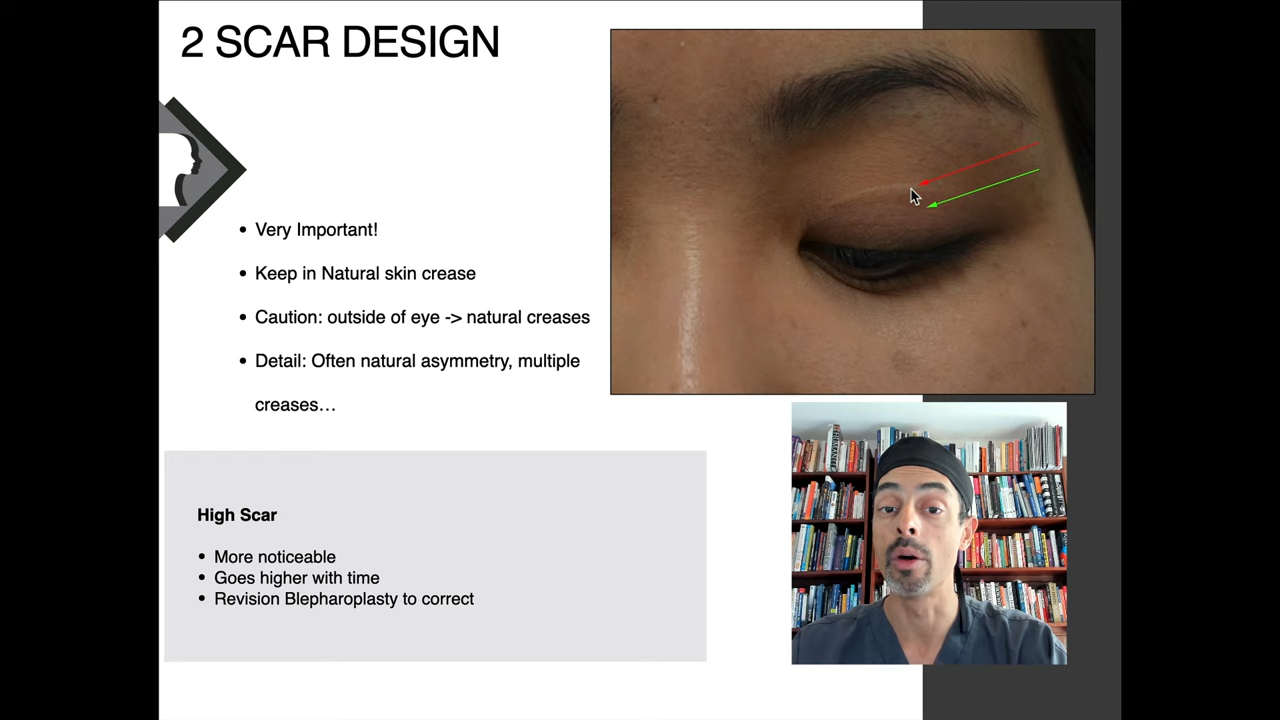 2 SCAR DESIGN
• Very Important!
• Keep in Natural skin crease
• Caution: outside of eye -> natural creases
• Detail: Often natural asymmetry, multiple
creases…
High Scar
• More noticeable
• Goes higher with time
• Revision Blepharoplasty to correct